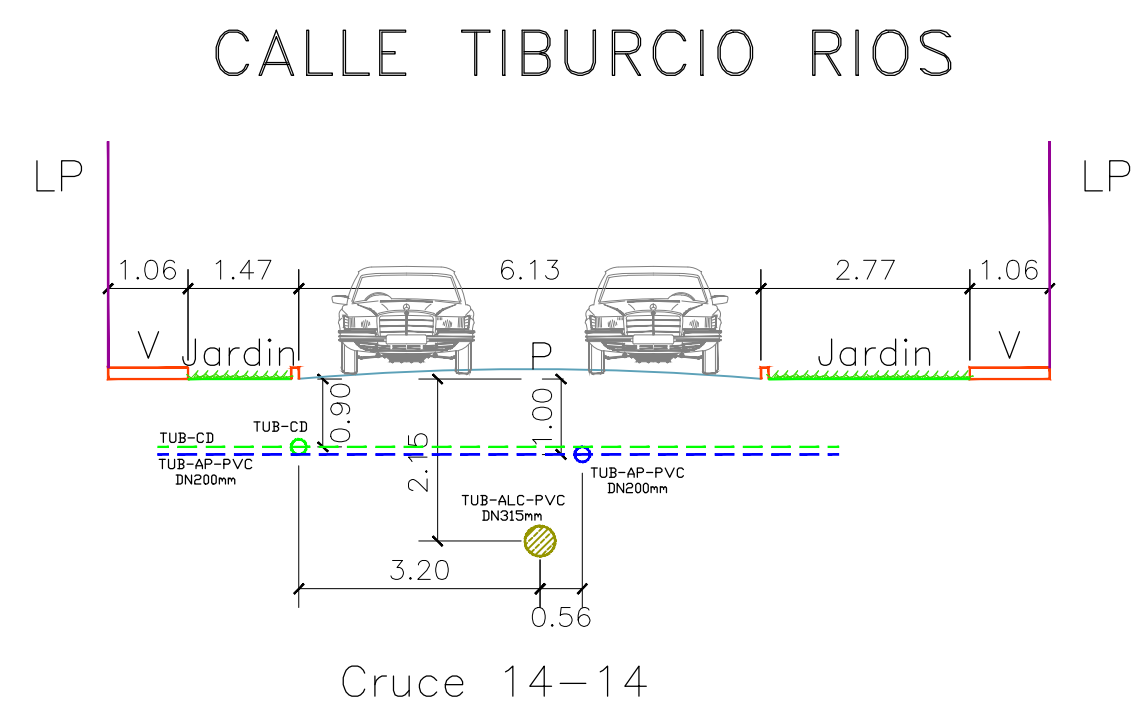 CALLE TIBURCIO RIOS
LP
LP
1.06
1.47
6.13
2.77
1.06
V
Jardin
P
Jardin
V
0.90
2.15
1.00
TUB-CD
TUB-CD
TUB-AP-PVC
DN200mm
TUB-AP-PVC
DN200mm
TUB-ALC-PVC
DN315mm
3.20
0.56
Cruce 14-14